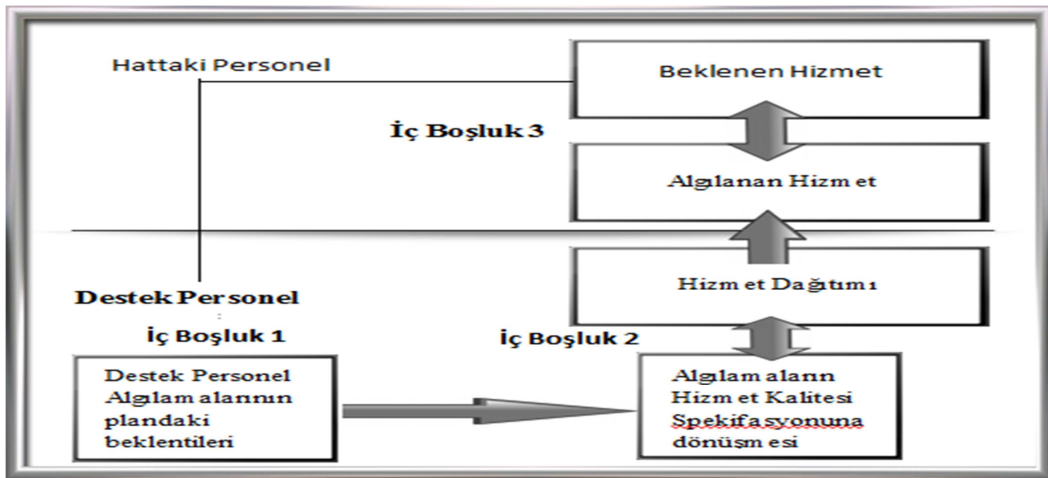 Hattaki Personel
Beklenen Hizmet
İç Boşluk 3
Algılanan Hizmet
Hizmet Dağıtımı
Destek Personel
:
İç Boşluk 1
İç Boşluk 2
Destek Personel
Algılamalarının
plandaki
beklentileri
Algılamaların
Hizmet Kalitesi
Spekifasyonuna
dönüşmesi